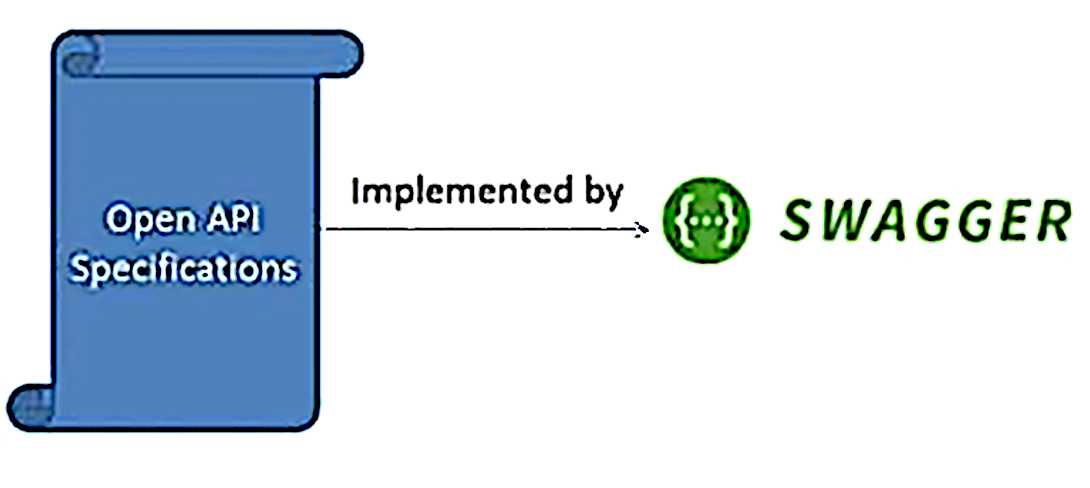 Open API
Specifications
Implemented by
{...} SWAGGER